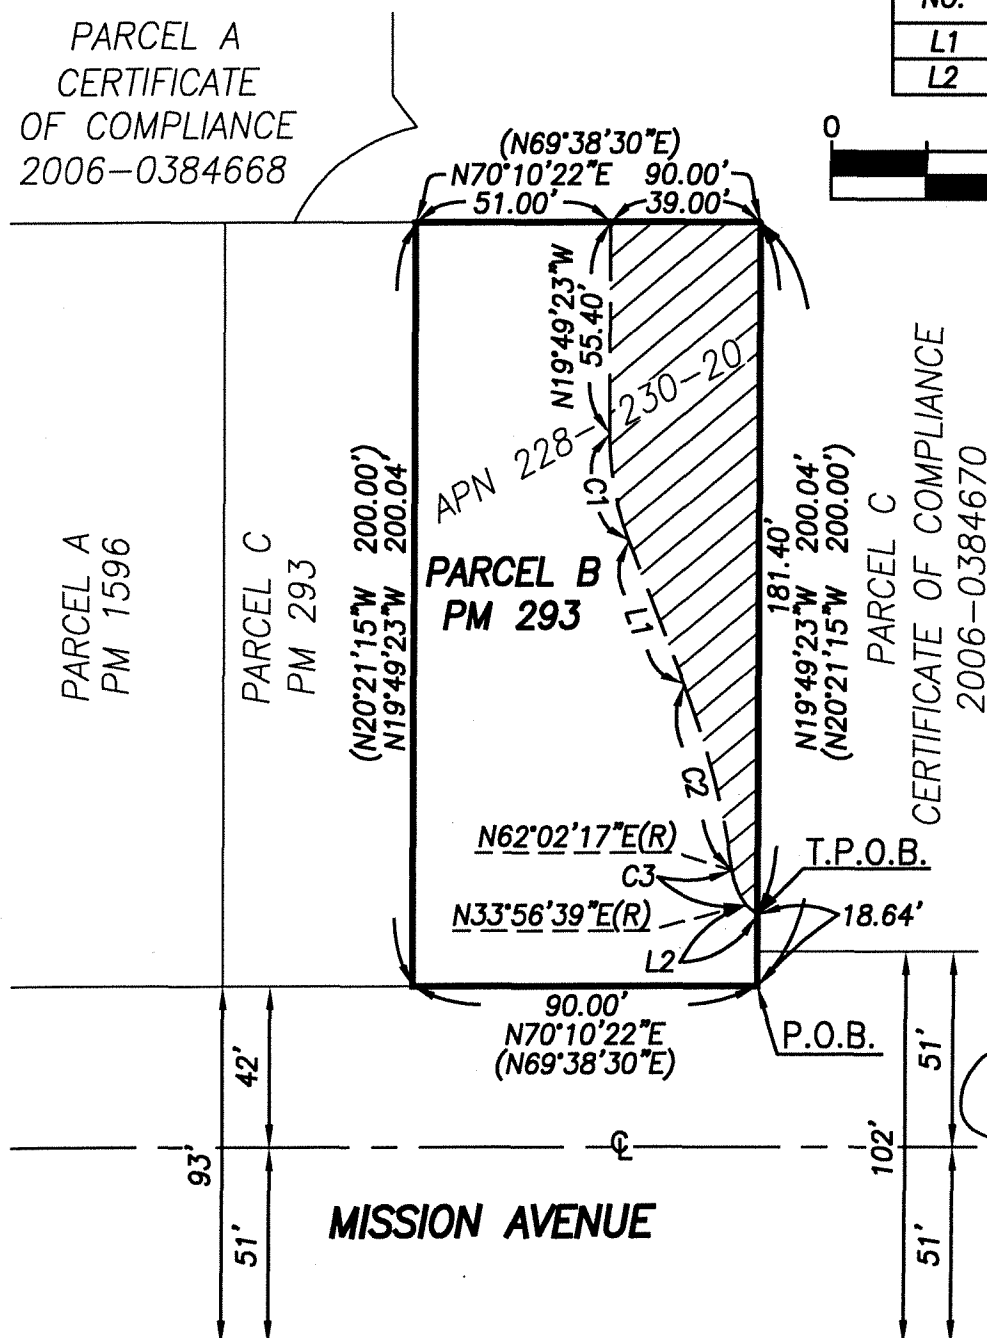 PARCEL A
CERTIFICATE
OF COMPLIANCE
2006-0384668
NO.
L1
L2
0
(N69°38'30"E)
N70°10'22"E 90.00'
51.00' 39.00'
N19°49'23"W
55.40'
APN 228-230-20
C1
L1
C2
PARCEL B
PM 293
PARCEL A
PM 1596
PARCEL C
PM 293
(N20°21'15"W 200.00')
N19°49'23"W 200.04'
181.40'
N19°49'23"W 200.04'
(N20°21'15"W 200.00')
PARCEL C
CERTIFICATE OF COMPLIANCE
2006-0384670
N62°02'17"E(R)
C3
N33°56'39"E(R)
L2
T.P.O.B.
18.64'
90.00'
N70°10'22"E
(N69°38'30"E)
P.O.B.
42'
93'
51'
51'
102'
51'
CL
MISSION AVENUE